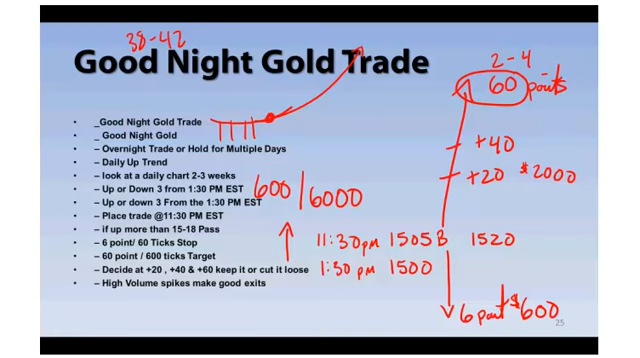 38-42
Good Night Gold Trade
2-4
60 points
• _Good Night Gold Trade
• _ Good Night Gold
• – Overnight Trade or Hold for Multiple Days
• – Daily Up Trend
• – look at a daily chart 2-3 weeks
• – Up or Down 3 from 1:30 PM EST
• – Up or down 3 From the 1:30 PM EST
• – Place trade @11:30 PM EST
• – if up more than 15-18 Pass
• – 6 point/ 60 Ticks Stop
• – 60 point / 600 ticks Target
• – Decide at +20 , +40 & +60 keep it or cut it loose
• – High Volume spikes make good exits
+40
+20 $2000
600/6000
11:30pm 1505 B 1520
1:30 pm 1500
6 point $600
25